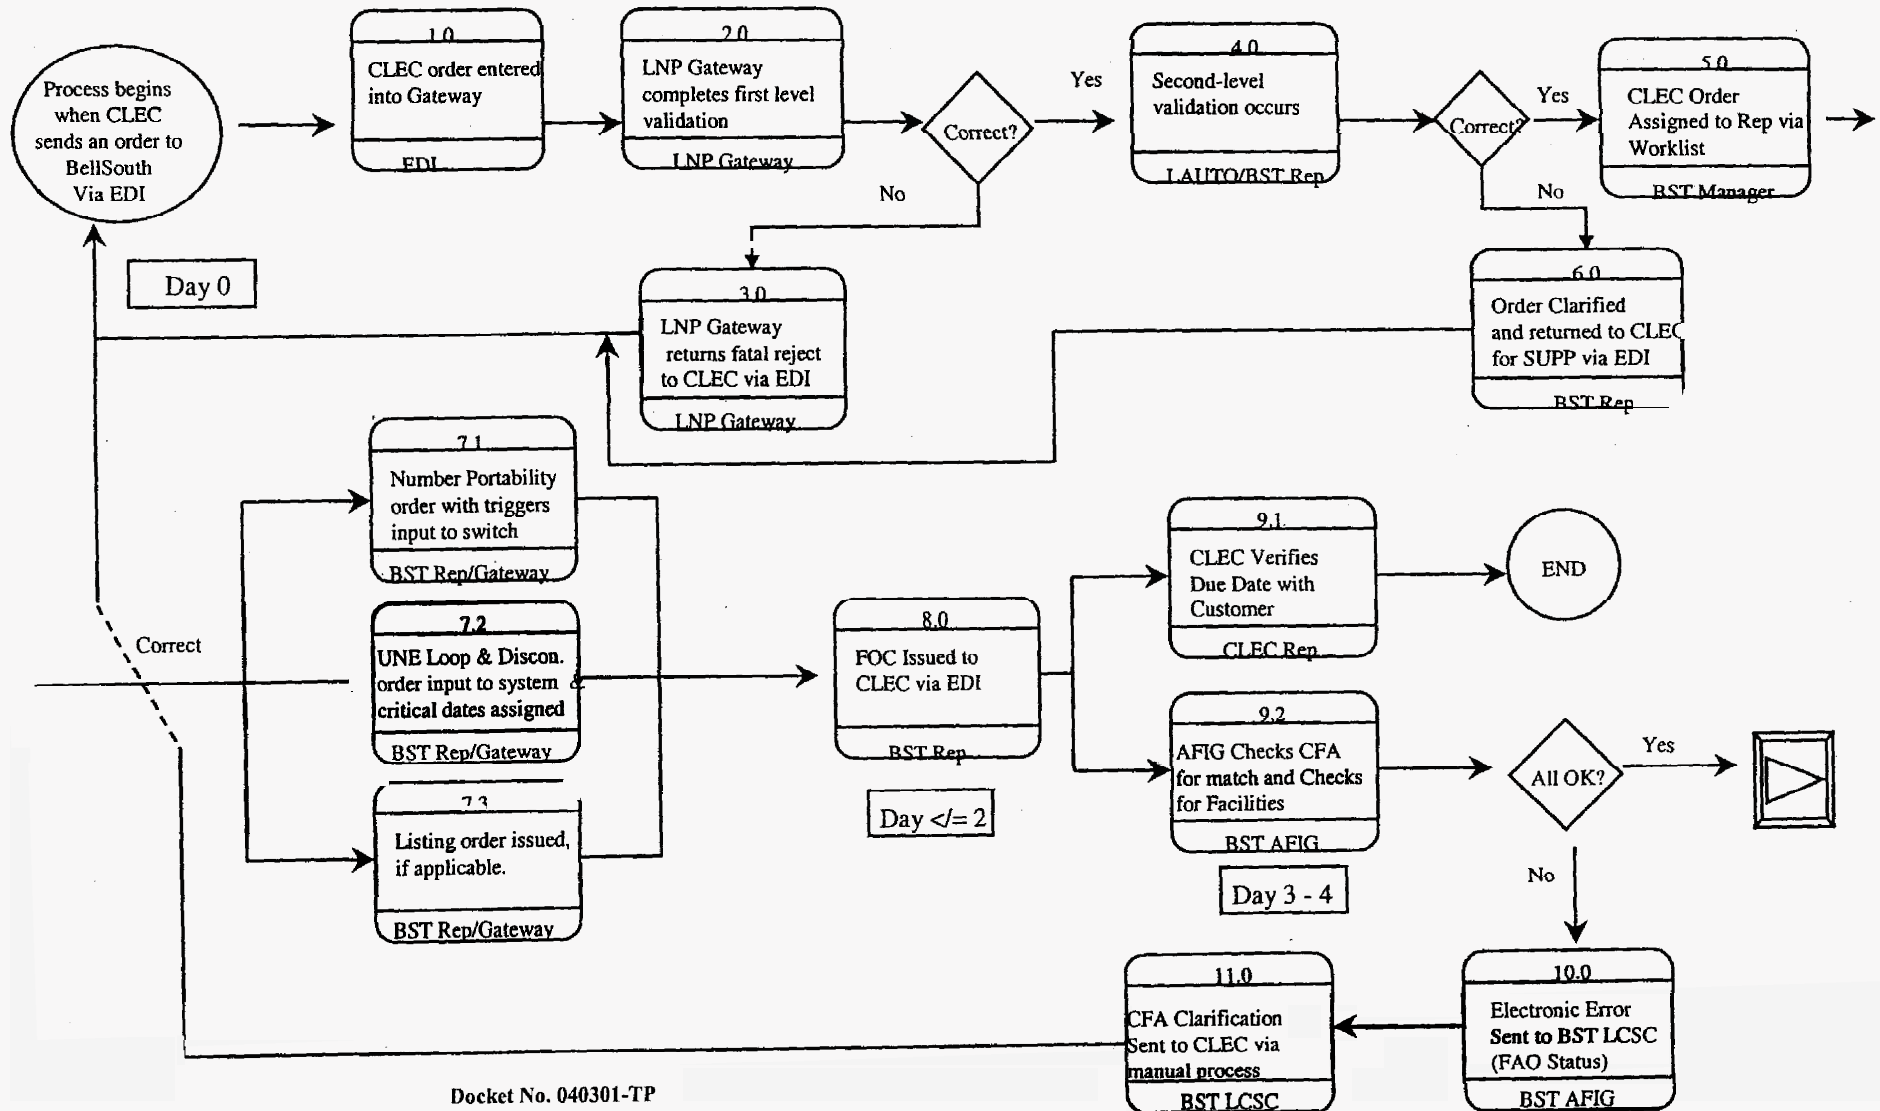 Process begins
when CLEC
sends an order to
BellSouth
Via EDI
1.0
CLEC order entered
into Gateway
EDI
2.0
LNP Gateway
completes first level
validation
LNP Gateway
Correct?
Yes
No
4.0
Second-level
validation occurs
LAUTO/BST Rep
Correct?
Yes
No
5.0
CLEC Order
Assigned to Rep via
Worklist
BST Manager
Day 0
3.0
LNP Gateway
returns fatal reject
to CLEC via EDI
LNP Gateway
6.0
Order Clarified
and returned to CLEC
for SUPP via EDI
BST Rep
7.1
Number Portability
order with triggers
input to switch
BST Rep/Gateway
Correct
7.2
UNE Loop & Discon.
order input to system &
critical dates assigned
BST Rep/Gateway
7.3
Listing order issued,
if applicable.
BST Rep/Gateway
8.0
FOC Issued to
CLEC via EDI
BST Rep
Day </= 2
9.1
CLEC Verifies
Due Date with
Customer
CLEC Rep
END
9.2
AFIG Checks CFA
for match and Checks
for Facilities
BST AFIG
Day 3 - 4
All OK?
Yes
No
10.0
Electronic Error
Sent to BST LCSC
(FAO Status)
BST AFIG
11.0
CFA Clarification
Sent to CLEC via
manual process
BST LCSC
Docket No. 040301-TP